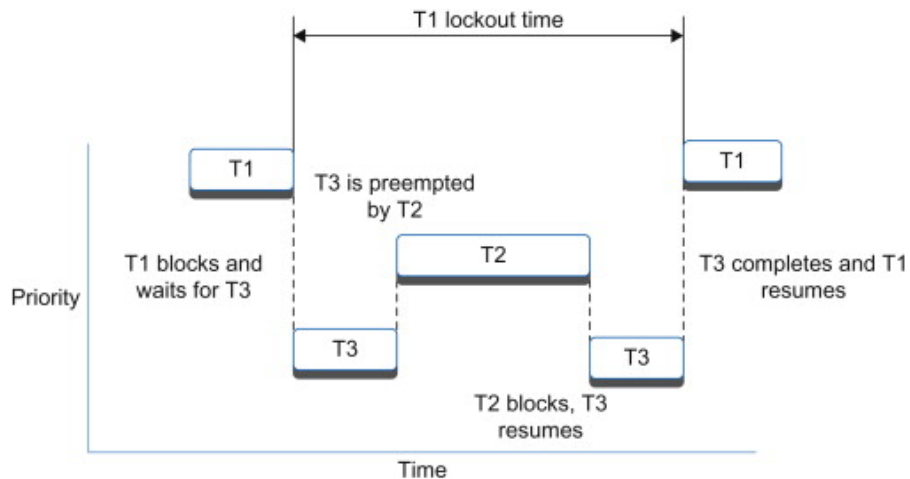 T1 lockout time
T1
T1
T3 is preempted
by T2
T1 blocks and
waits for T3
T2
T3 completes and T1
resumes
Priority
T3
T3
T2 blocks, T3
resumes
Time